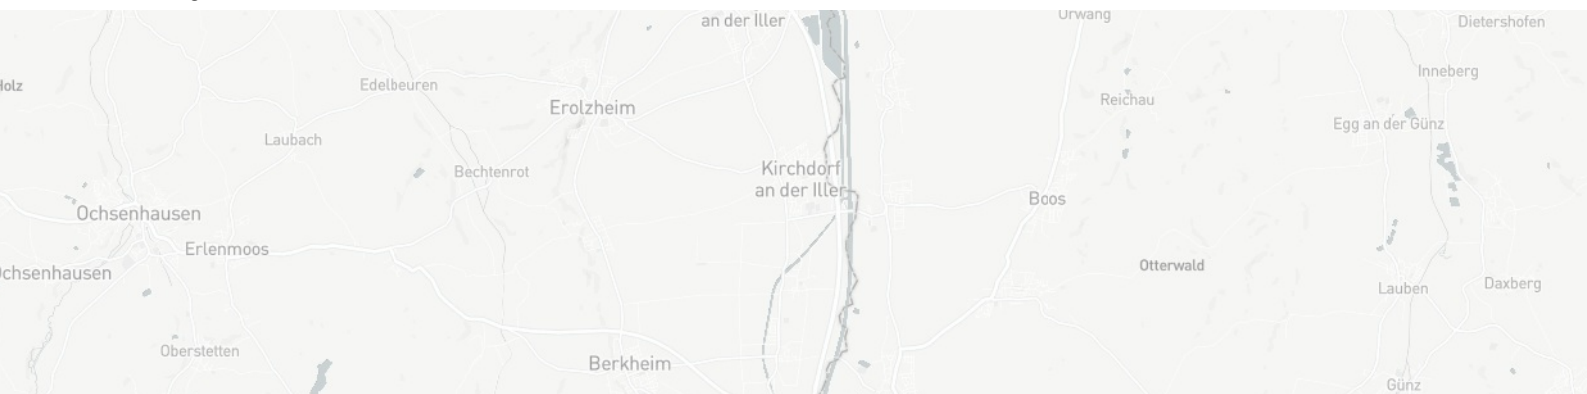 an der Iller
Urwang
Dietershofen
Inneberg
Holz
Edelbeuren
Erolzheim
Reichau
Egg an der Günz
Laubach
Bechtenrot
Kirchdorf
an der Iller
Boos
Ochsenhausen
Erlenmoos
Otterwald
Ochsenhausen
Lauben
Daxberg
Oberstetten
Berkheim
Günz